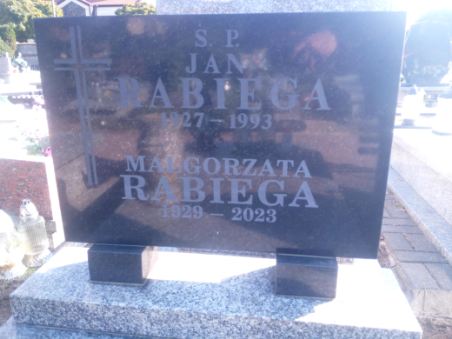 S. P.
JAN
RABIEGA
1927 – 1993
MAŁGORZATA
RABIEGA
1929 – 2023